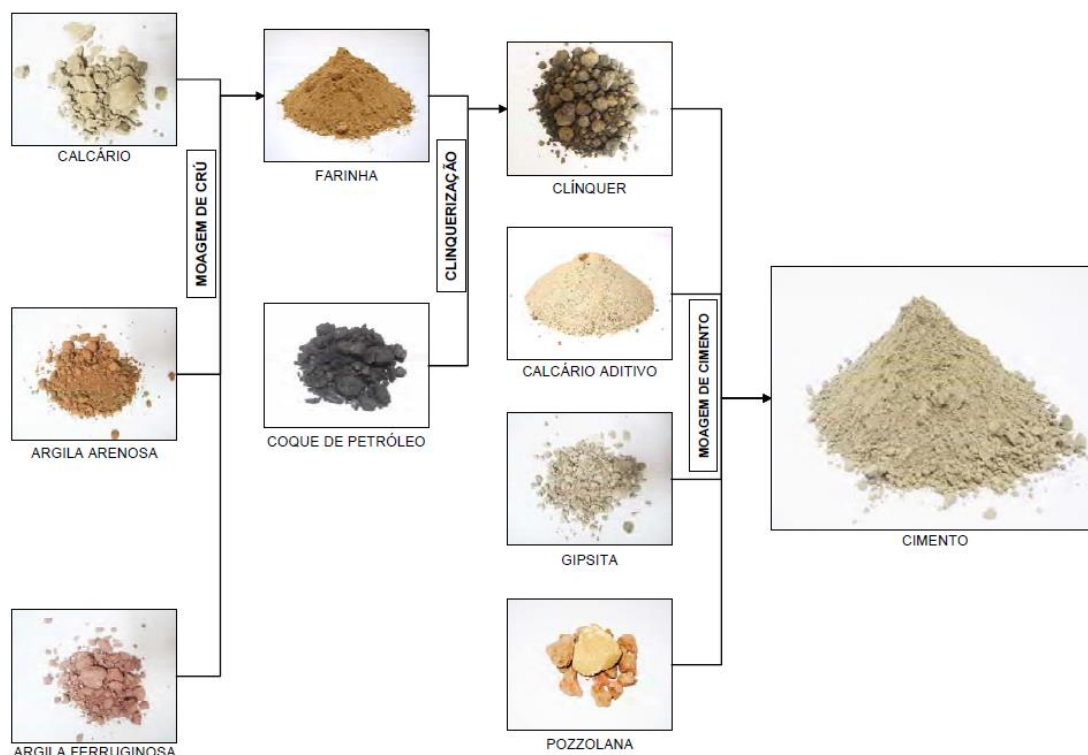 CALCÁRIO
MOAGEM DE CRÚ
ARGILA ARENOSA
ARGILA FERRUGINOSA
FARINHA
CLINQUERIZAÇÃO
COQUE DE PETRÓLEO
CLÍNQUER
CALCÁRIO ADITIVO
GIPSITA
POZZOLANA
MOAGEM DE CIMENTO
CIMENTO